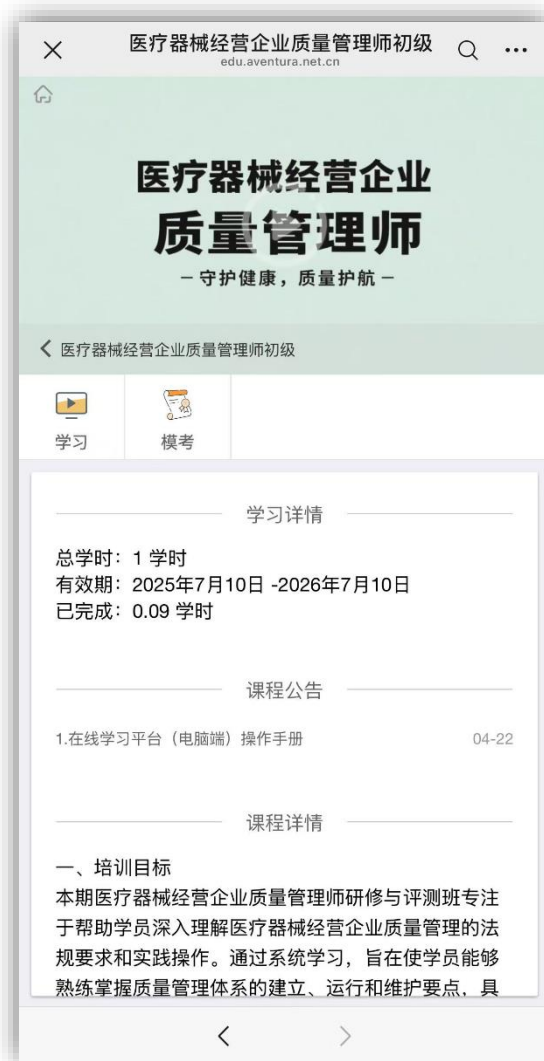 医疗器械经营企业质量管理师初级
edu.aventura.net.cn
医疗器械经营企业
质量管理师
－守护健康，质量护航－
医疗器械经营企业质量管理师初级
学习
模考
学习详情
总学时：1 学时
有效期：2025年7月10日 -2026年7月10日
已完成：0.09 学时
课程公告
1.在线学习平台（电脑端）操作手册 04-22
课程详情
一、培训目标
本期医疗器械经营企业质量管理师研修与评测班专注
于帮助学员深入理解医疗器械经营企业质量管理的法
规要求和实践操作。通过系统学习，旨在使学员能够
熟练掌握质量管理体系的建立、运行和维护要点，具